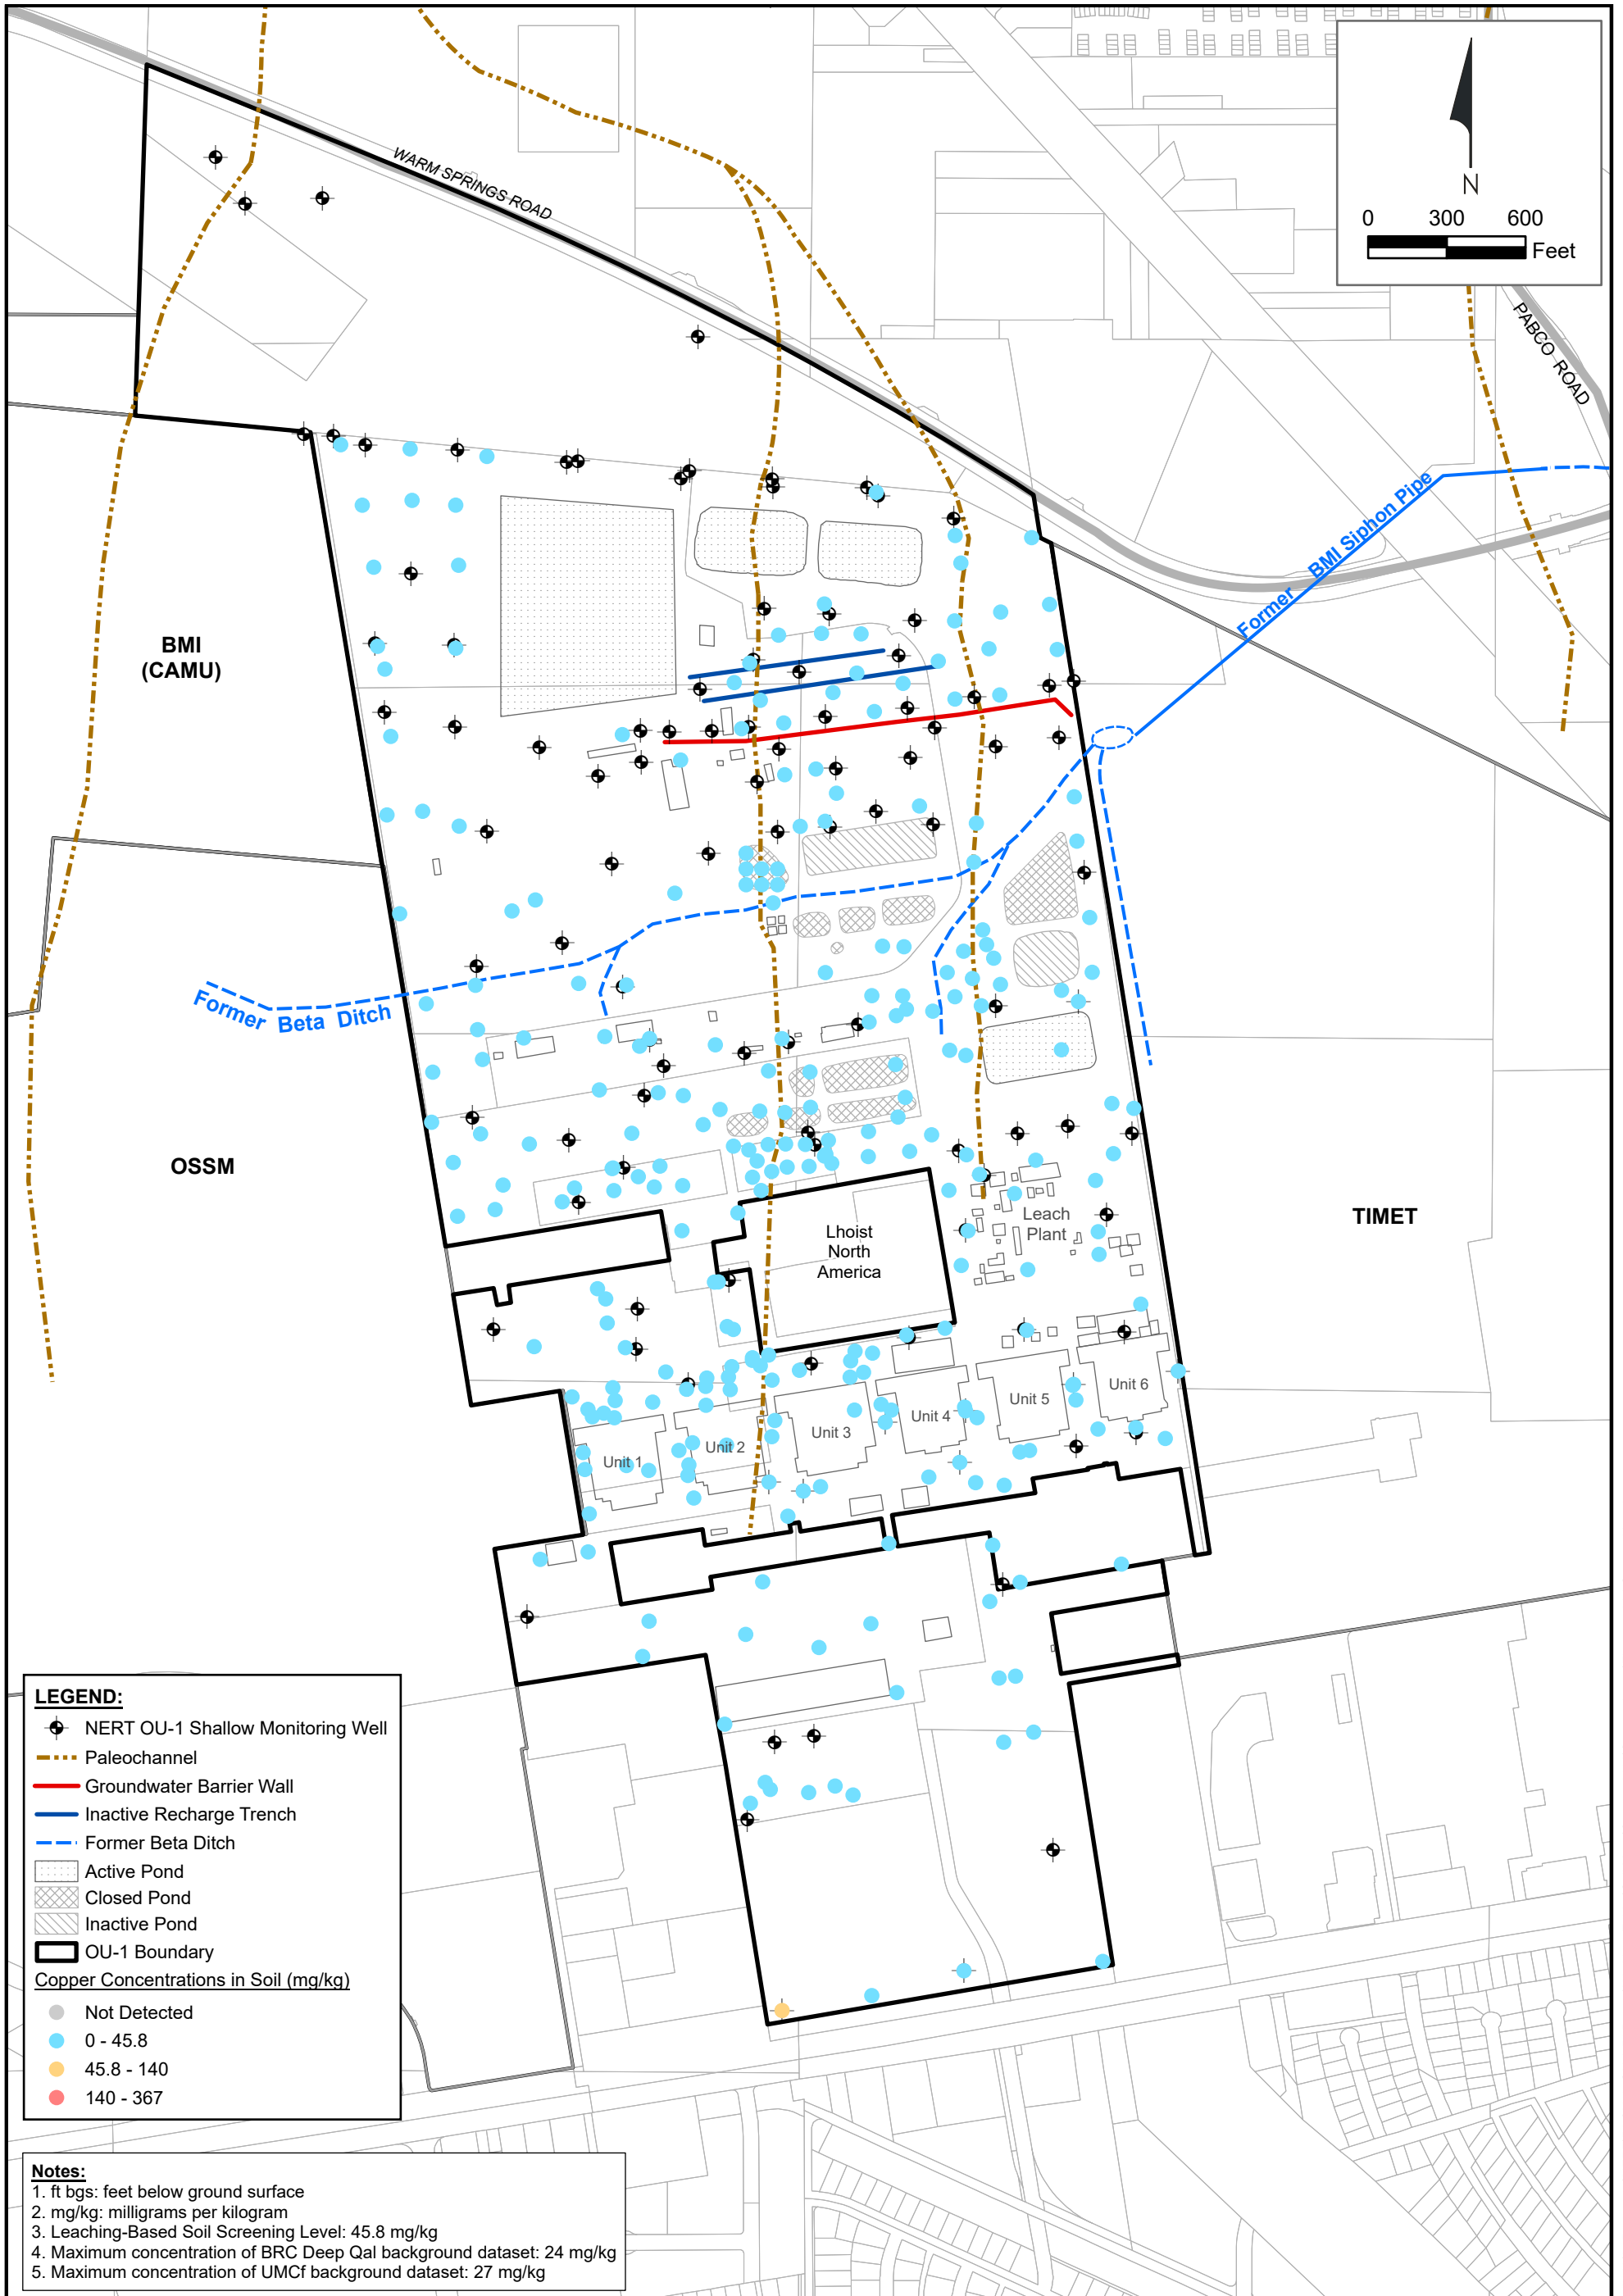 WARM SPRINGS ROAD
N
0 300 600
Feet
PABCO ROAD
Former BMI Siphon Pipe
BMI
(CAMU)
Former Beta Ditch
OSSM
TIMET
Lhoist
North
America
Leach
Plant
Unit 1
Unit 2
Unit 3
Unit 4
Unit 5
Unit 6
LEGEND:
NERT OU-1 Shallow Monitoring Well
Paleochannel
Groundwater Barrier Wall
Inactive Recharge Trench
Former Beta Ditch
Active Pond
Closed Pond
Inactive Pond
OU-1 Boundary
Copper Concentrations in Soil (mg/kg)
Not Detected
0 - 45.8
45.8 - 140
140 - 367
Notes:
1. ft bgs: feet below ground surface
2. mg/kg: milligrams per kilogram
3. Leaching-Based Soil Screening Level: 45.8 mg/kg
4. Maximum concentration of BRC Deep Qal background dataset: 24 mg/kg
5. Maximum concentration of UMCf background dataset: 27 mg/kg